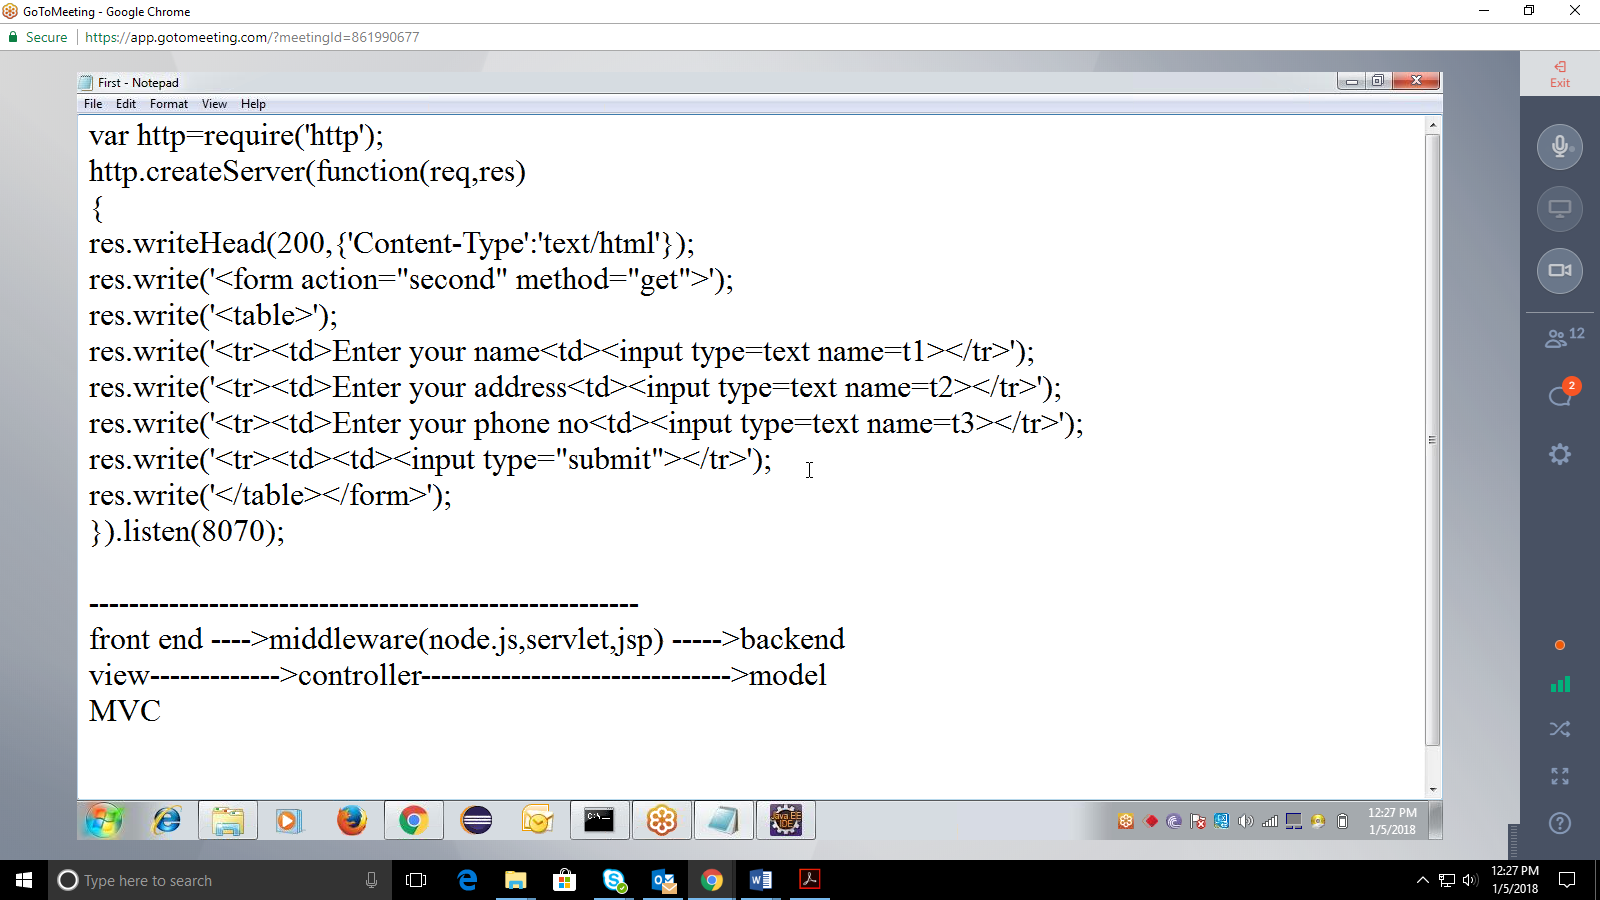 GoToMeeting - Google Chrome
Secure | https://app.gotomeeting.com/?meetingId=861990677
Exit
First - Notepad
File Edit Format View Help
var http=require('http');
http.createServer(function(req,res)
{
res.writeHead(200,{'Content-Type':'text/html'});
res.write('<form action="second" method="get">');
res.write('<table>');
res.write('<tr><td>Enter your name<td><input type=text name=t1></tr>');
res.write('<tr><td>Enter your address<td><input type=text name=t2></tr>');
res.write('<tr><td>Enter your phone no<td><input type=text name=t3></tr>');
res.write('<tr><td><td><input type="submit"></tr>');
res.write('</table></form>');
}).listen(8070);
-------------------------------------------------------
front end ---->middleware(node.js,servlet,jsp) ----->backend
view------------->controller------------------------------->model
MVC
12
2
C:\_
Java EE
IDE
12:27 PM
1/5/2018
Type here to search
12:27 PM
1/5/2018